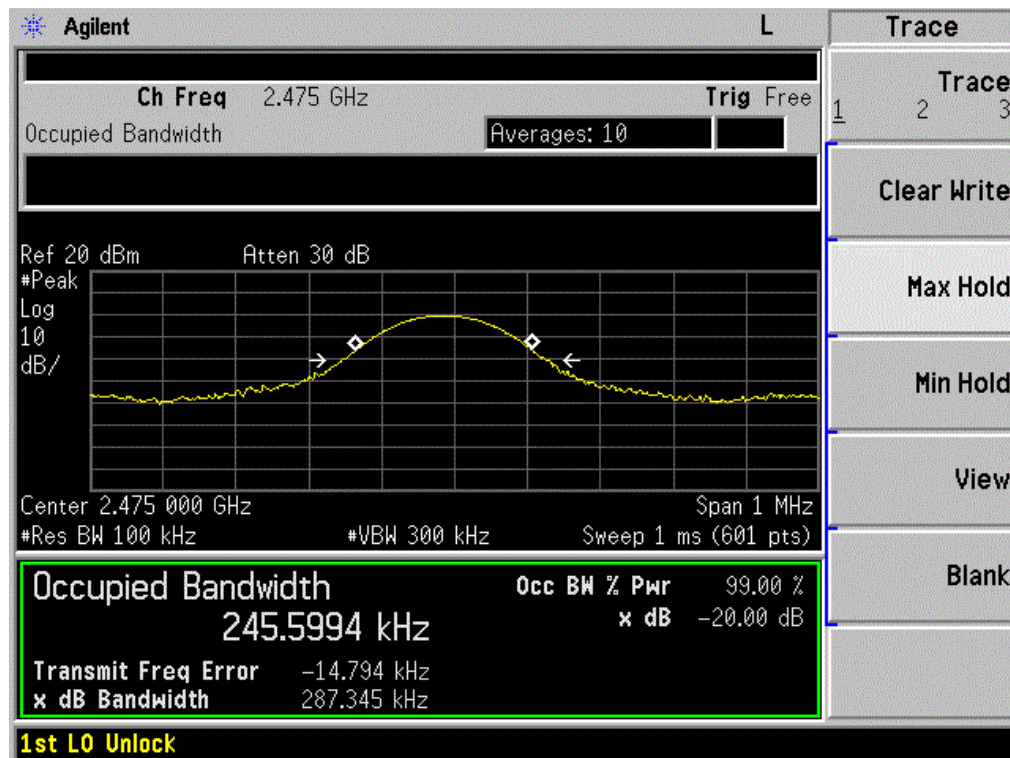 Agilent L Trace
Ch Freq 2.475 GHz Trig Free
Occupied Bandwidth Averages: 10
Trace
1 2 3
Clear Write
Ref 20 dBm Atten 30 dB
#Peak
Log
10
dB/
Max Hold
Min Hold
View
Center 2.475 000 GHz Span 1 MHz
#Res BW 100 kHz #VBW 300 kHz Sweep 1 ms (601 pts)
Blank
Occupied Bandwidth Occ BW % Pwr 99.00 %
245.5994 kHz x dB -20.00 dB
Transmit Freq Error -14.794 kHz
x dB Bandwidth 287.345 kHz
1st LO Unlock